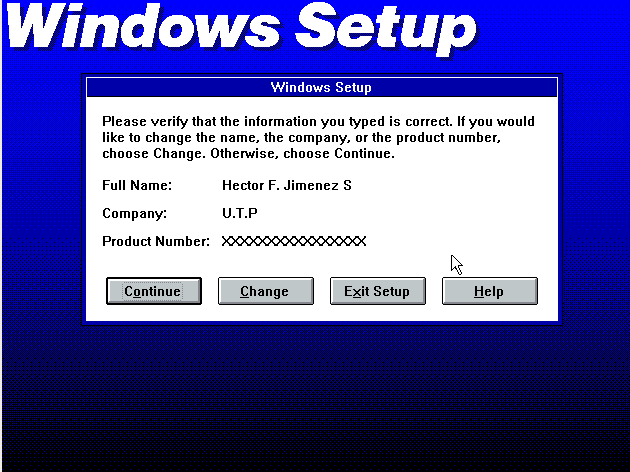 Windows Setup
Windows Setup
Please verify that the information you typed is correct. If you would
like to change the name, the company, or the product number,
choose Change. Otherwise, choose Continue.
Full Name: Hector F. Jimenez S
Company: U.T.P
Product Number: XXXXXXXXXXXXXXXX
Continue Change Exit Setup Help